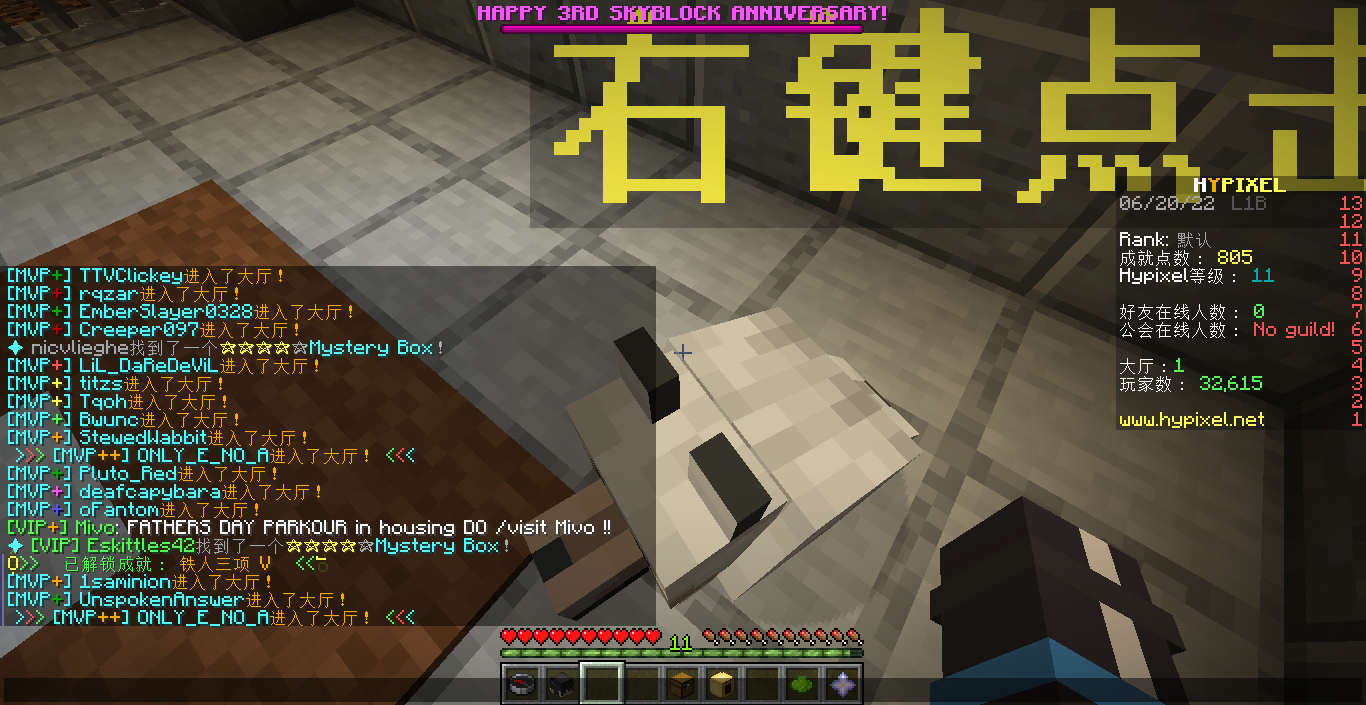 HAPPY 3RD SKYBLOCK ANNIVERSARY!
右键点击
HYPIXEL
06/20/22 L1B 13
12
Rank: 默认 11
成就点数： 805 10
Hypixel等级： 11 9
8
好友在线人数： 0 7
公会在线人数： No guild! 6
5
大厅：1 4
玩家数： 32,615 3
2
www.hypixel.net 1
[MVP+] TTVClickey进入了大厅！
[MVP+] rqzar进入了大厅！
[MVP+] EmberSlayer0328进入了大厅！
[MVP+] Creeper097进入了大厅！
✦ nicvlieghe找到了一个☆☆☆☆☆Mystery Box！
[MVP+] LiL_DaReDeViL进入了大厅！
[MVP+] titzs进入了大厅！
[MVP+] Tqoh进入了大厅！
[MVP+] Bwunc进入了大厅！
[MVP+] StewedWabbit进入了大厅！
>>> [MVP++] ONLY_E_NO_A进入了大厅！ <<<
[MVP+] Pluto_Red进入了大厅！
[MVP+] deafcapybara进入了大厅！
[MVP+] oFantom进入了大厅！
[VIP+] Mivo: FATHERS DAY PARKOUR in housing DO /visit Mivo !!
✦ [VIP] Eskittles42找到了一个☆☆☆☆☆Mystery Box！
>> 已解锁成就： 铁人三项 V <<
[MVP+] 1saminion进入了大厅！
[MVP+] UnspokenAnswer进入了大厅！
>>> [MVP++] ONLY_E_NO_A进入了大厅！ <<<
11